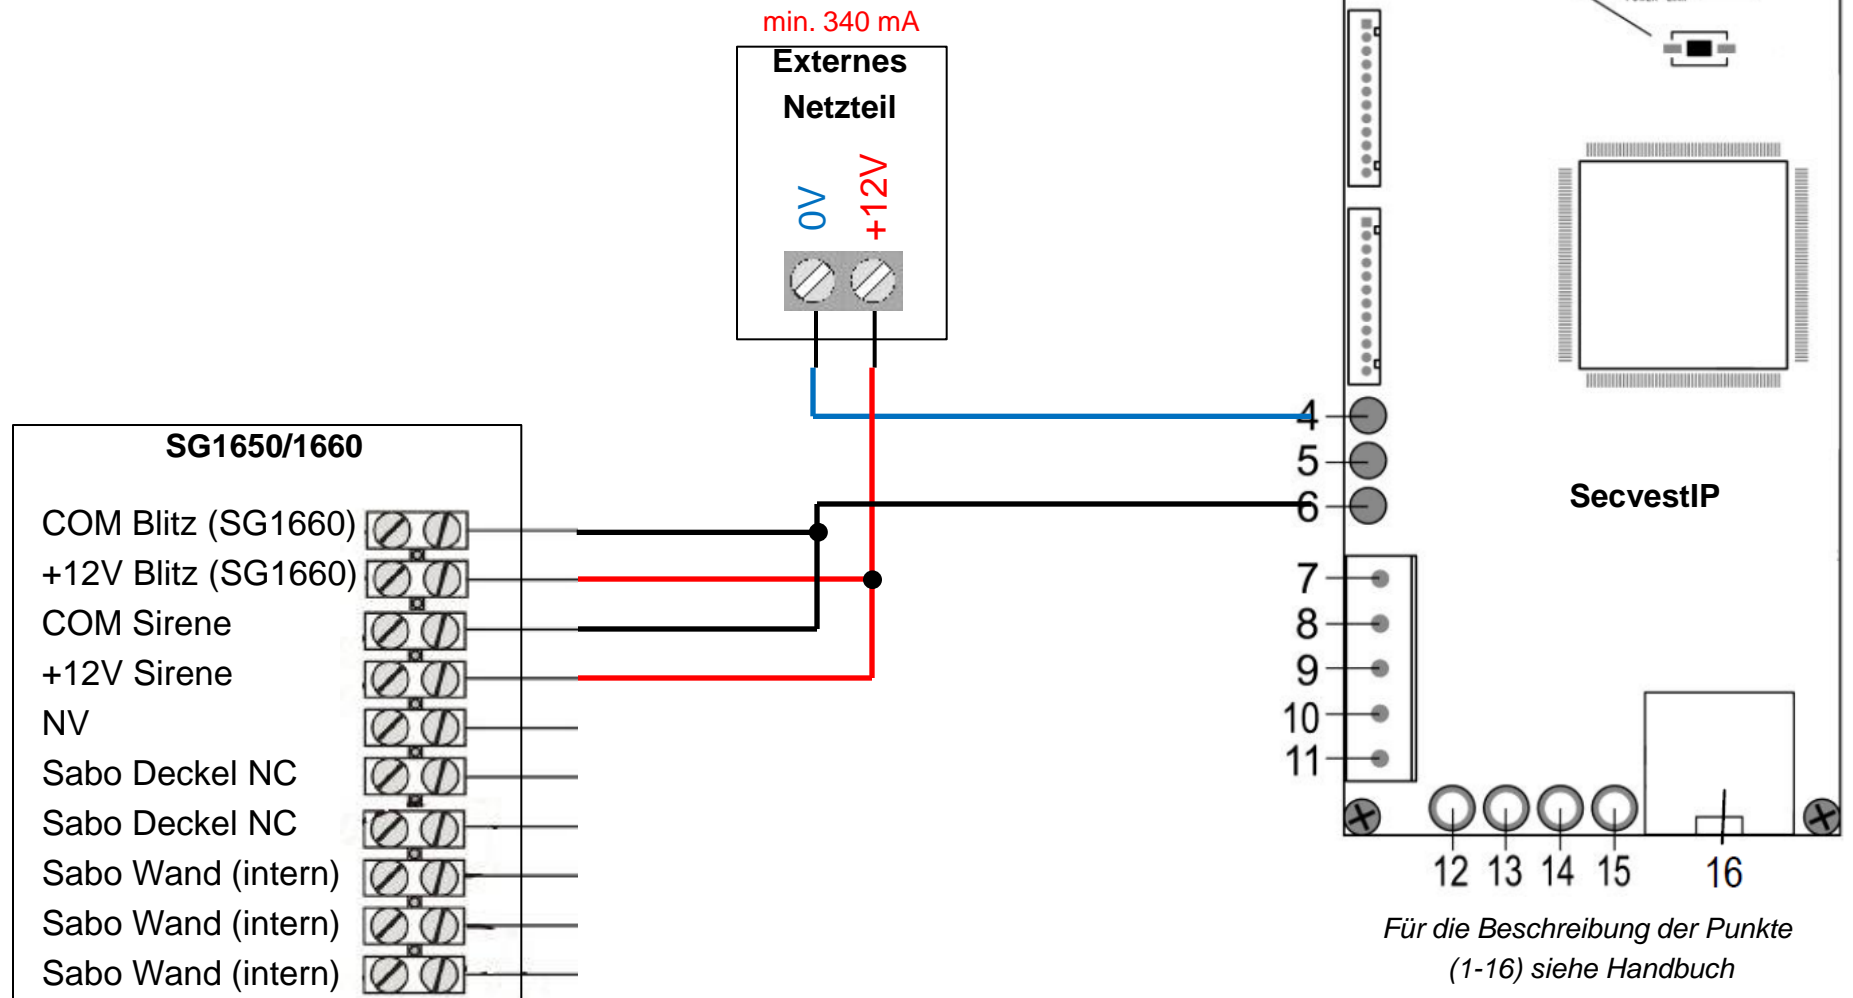 min. 340 mA
Externes
Netzteil
0V
+12V
SG1650/1660
COM Blitz (SG1660)
+12V Blitz (SG1660)
COM Sirene
+12V Sirene
NV
Sabo Deckel NC
Sabo Deckel NC
Sabo Wand (intern)
Sabo Wand (intern)
Sabo Wand (intern)
4
5
6
SecvestIP
7
8
9
10
11
12 13 14 15 16
Für die Beschreibung der Punkte
(1-16) siehe Handbuch